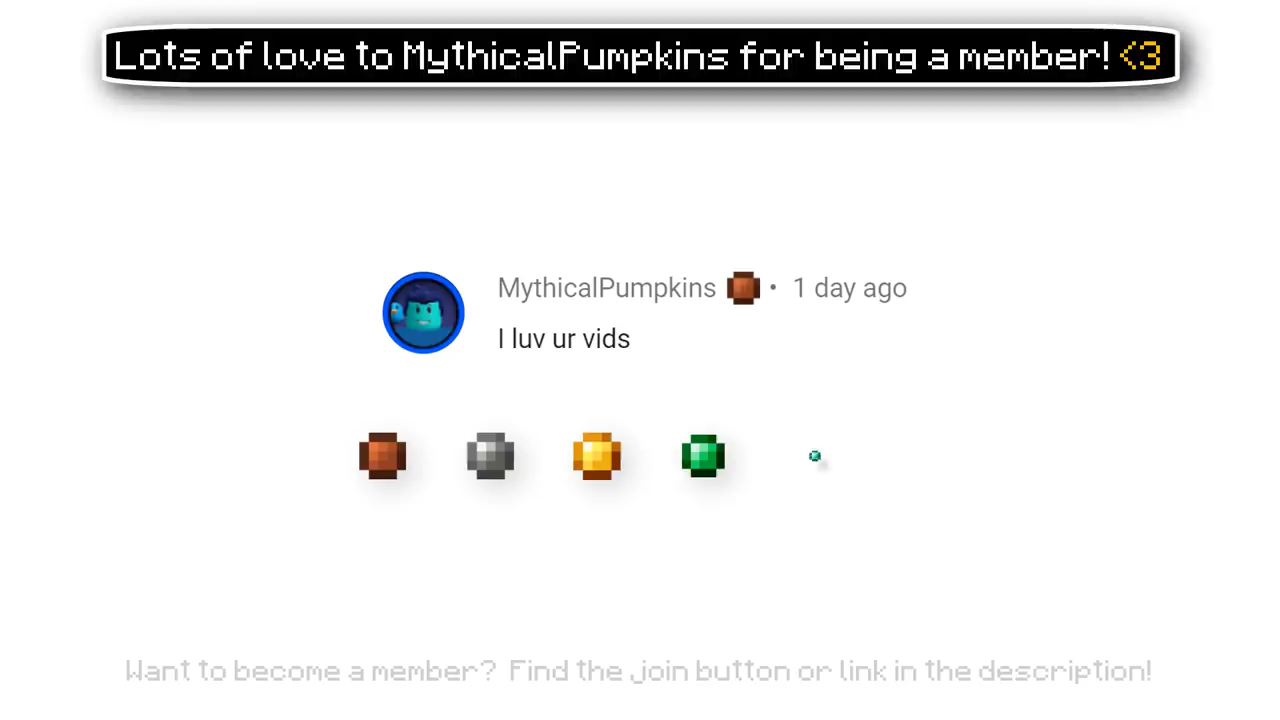 Lots of love to MythicalPumpkins for being a member! <3
MythicalPumpkins • 1 day ago
I luv ur vids
Want to become a member? Find the join button or link in the description!